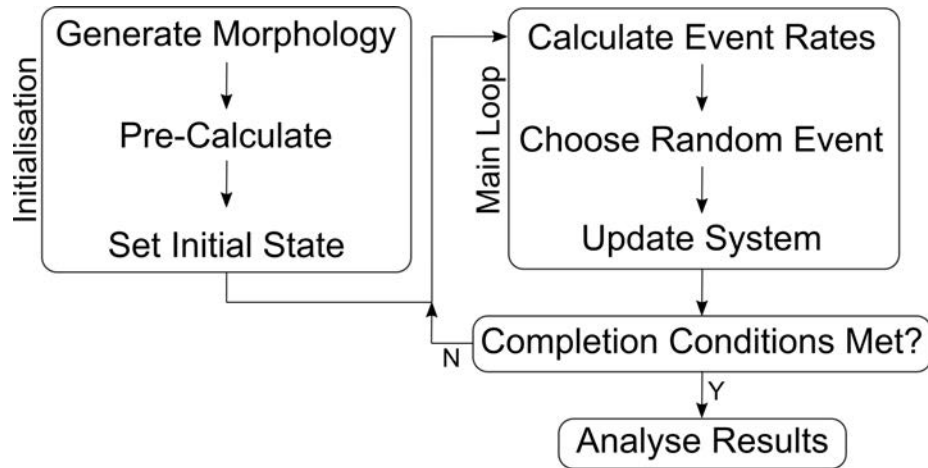 Initialisation
Generate Morphology
Pre-Calculate
Set Initial State
Main Loop
Calculate Event Rates
Choose Random Event
Update System
Completion Conditions Met?
N
Y
Analyse Results